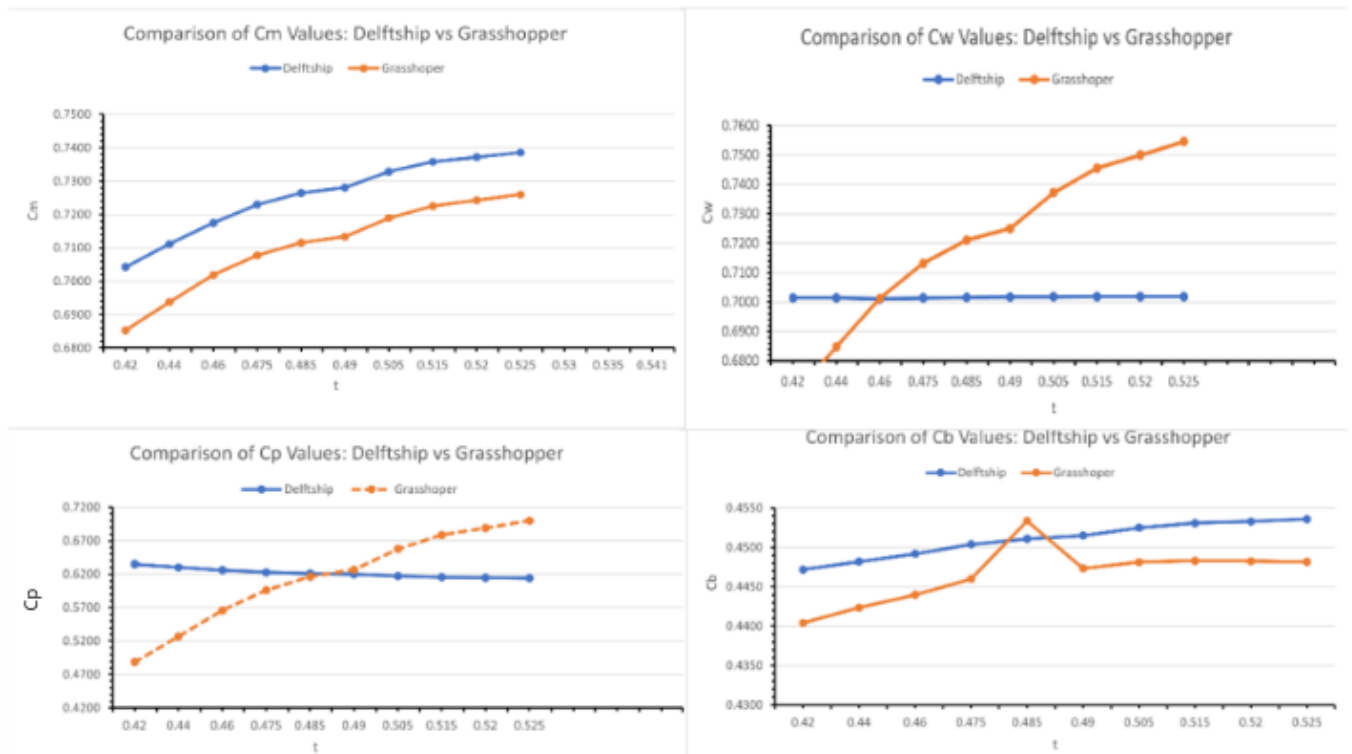 Comparison of Cm Values: Delftship vs Grasshopper
Delftship Grasshoper
0.7500
0.7400
0.7300
0.7200
0.7100
0.7000
0.6900
0.6800
Cm
0.42 0.44 0.46 0.475 0.485 0.49 0.505 0.515 0.52 0.525 0.53 0.535 0.541
t
Comparison of Cw Values: Delftship vs Grasshopper
Delftship Grasshoper
0.7600
0.7500
0.7400
0.7300
0.7200
0.7100
0.7000
0.6900
0.6800
Cw
0.42 0.44 0.46 0.475 0.485 0.49 0.505 0.515 0.52 0.525
t
Comparison of Cp Values: Delftship vs Grasshopper
Delftship Grasshoper
0.7200
0.6700
0.6200
0.5700
0.5200
0.4700
0.4200
Cp
0.42 0.44 0.46 0.475 0.485 0.49 0.505 0.515 0.52 0.525
t
Comparison of Cb Values: Delftship vs Grasshopper
Delftship Grasshoper
0.4550
0.4500
0.4450
0.4400
0.4350
0.4300
Cb
0.42 0.44 0.46 0.475 0.485 0.49 0.505 0.515 0.52 0.525
t